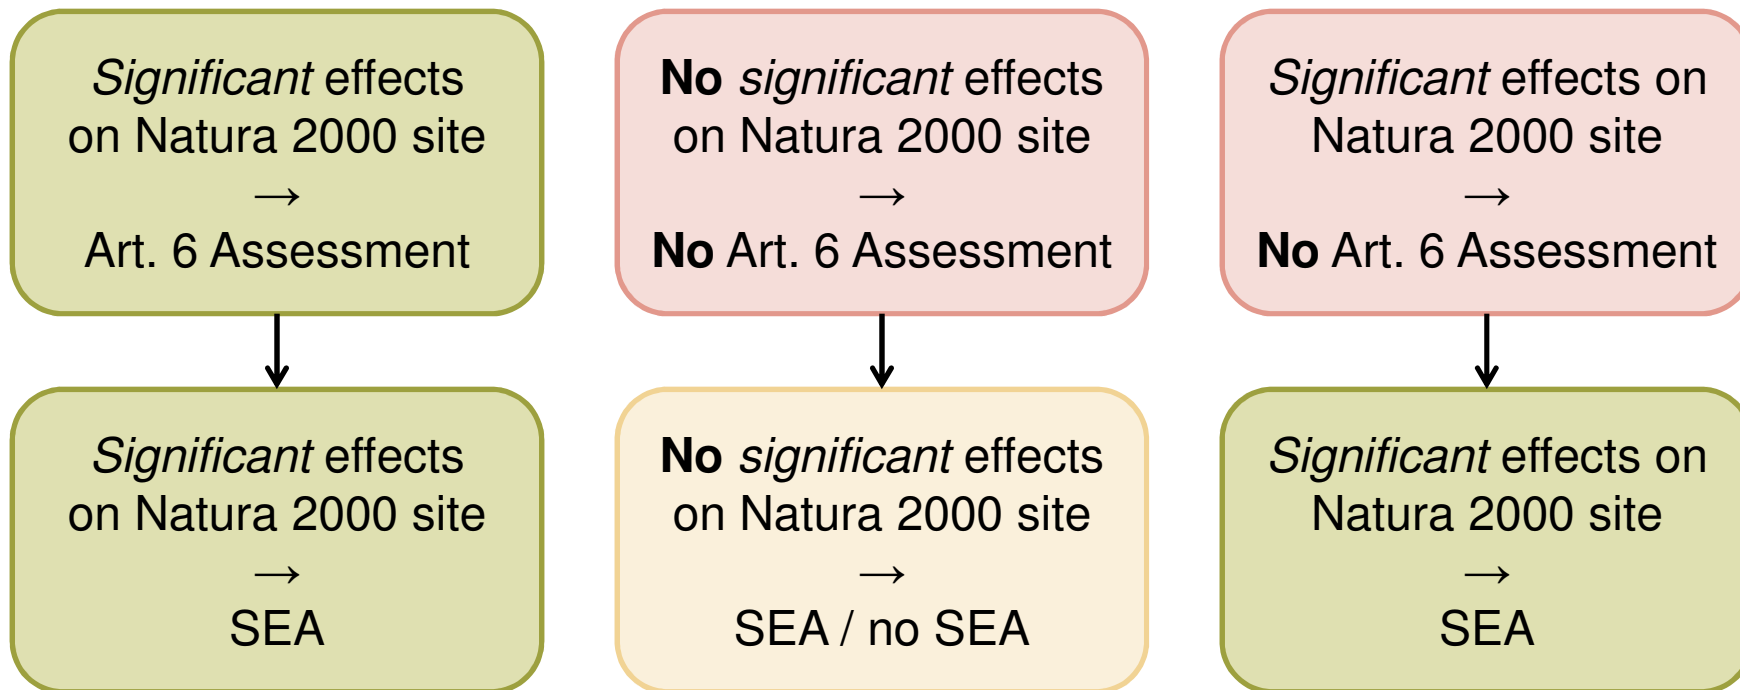 Significant effects
on Natura 2000 site
→
Art. 6 Assessment
No significant effects
on Natura 2000 site
→
No Art. 6 Assessment
Significant effects on
Natura 2000 site
→
No Art. 6 Assessment
Significant effects
on Natura 2000 site
→
SEA
No significant effects
on Natura 2000 site
→
SEA / no SEA
Significant effects on
Natura 2000 site
→
SEA